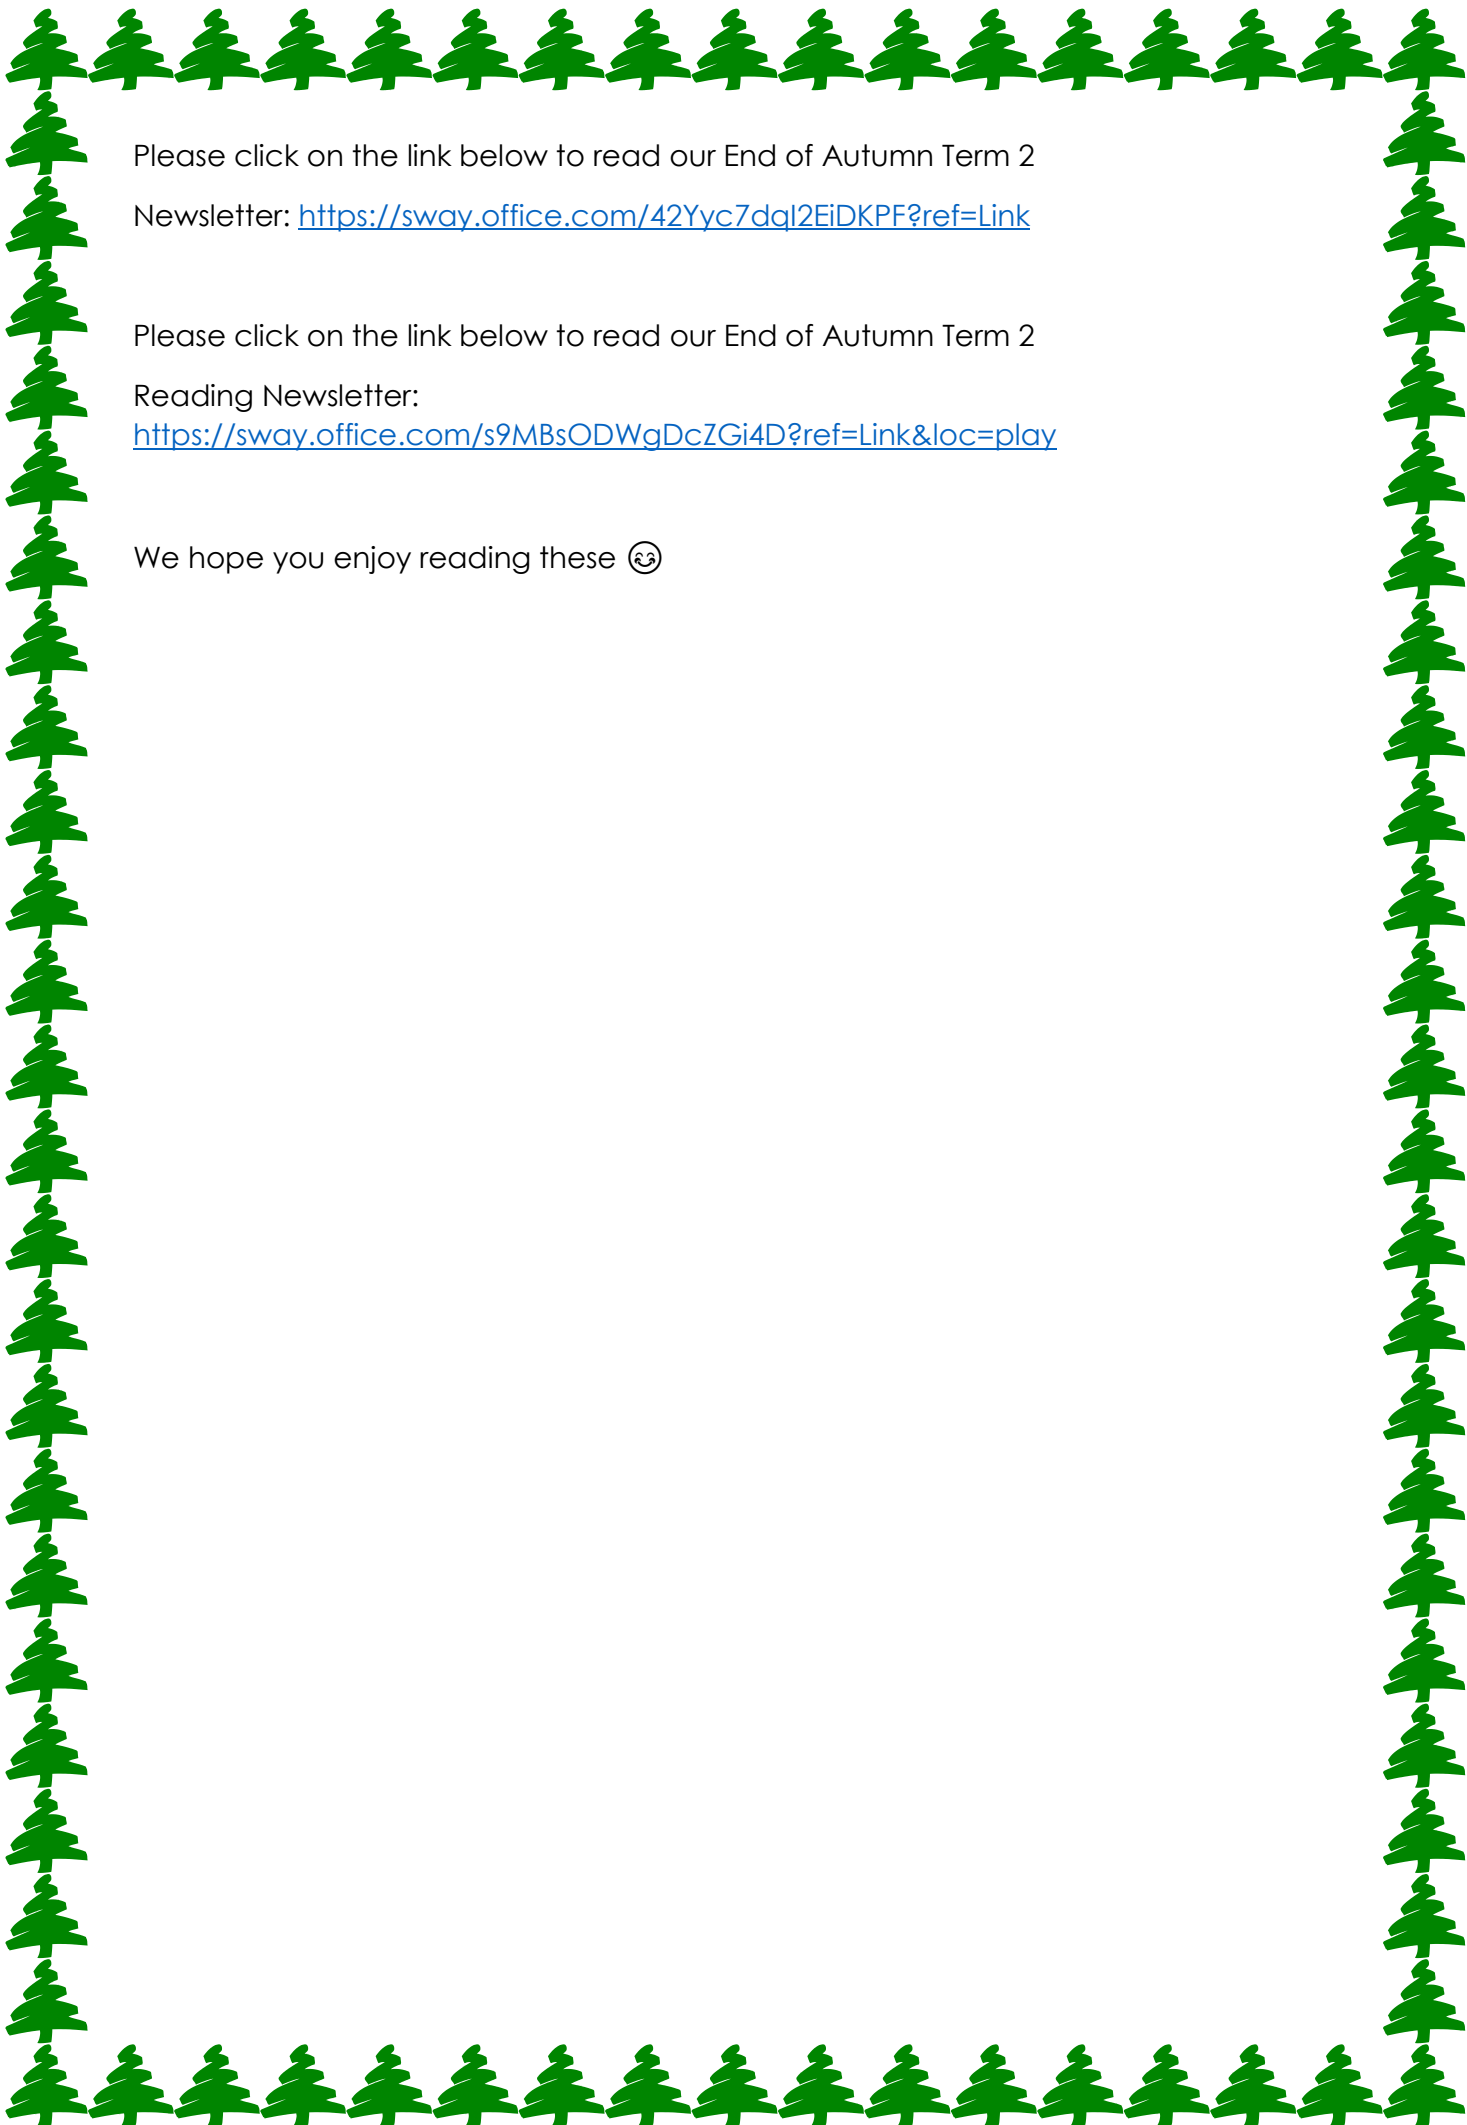 Please click on the link below to read our End of Autumn Term 2
Newsletter: https://sway.office.com/42Yyc7dqI2EiDKPF?ref=Link
Please click on the link below to read our End of Autumn Term 2
Reading Newsletter:
https://sway.office.com/s9MBsODWgDcZGi4D?ref=Link&loc=play
We hope you enjoy reading these 😊